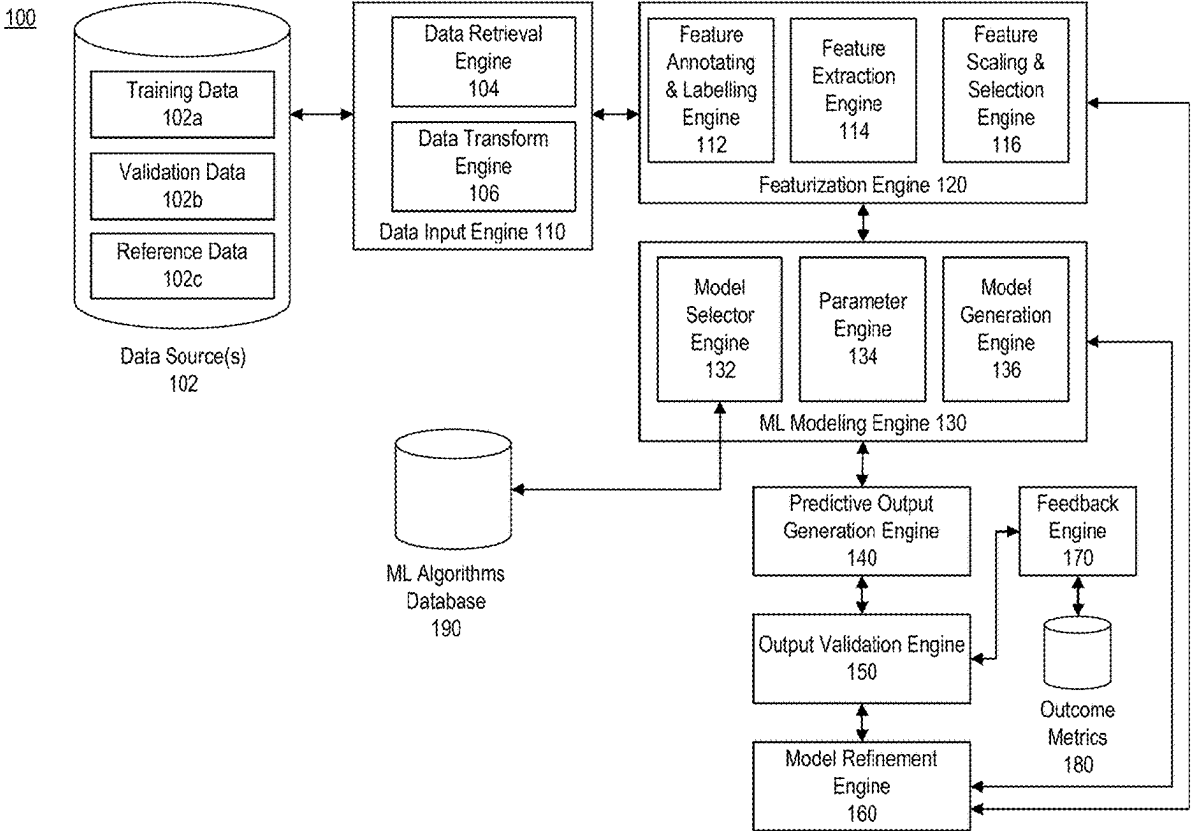 100
Training Data
102a
Validation Data
102b
Reference Data
102c
Data Source(s)
102
Data Retrieval
Engine
104
Data Transform
Engine
106
Data Input Engine 110
Feature
Annotating
& Labelling
Engine
112
Feature
Extraction
Engine
114
Feature
Scaling &
Selection
Engine
116
Featurization Engine 120
Model
Selector
Engine
132
Parameter
Engine
134
Model
Generation
Engine
136
ML Modeling Engine 130
ML Algorithms
Database
190
Predictive Output
Generation Engine
140
Feedback
Engine
170
Output Validation Engine
150
Outcome
Metrics
180
Model Refinement
Engine
160